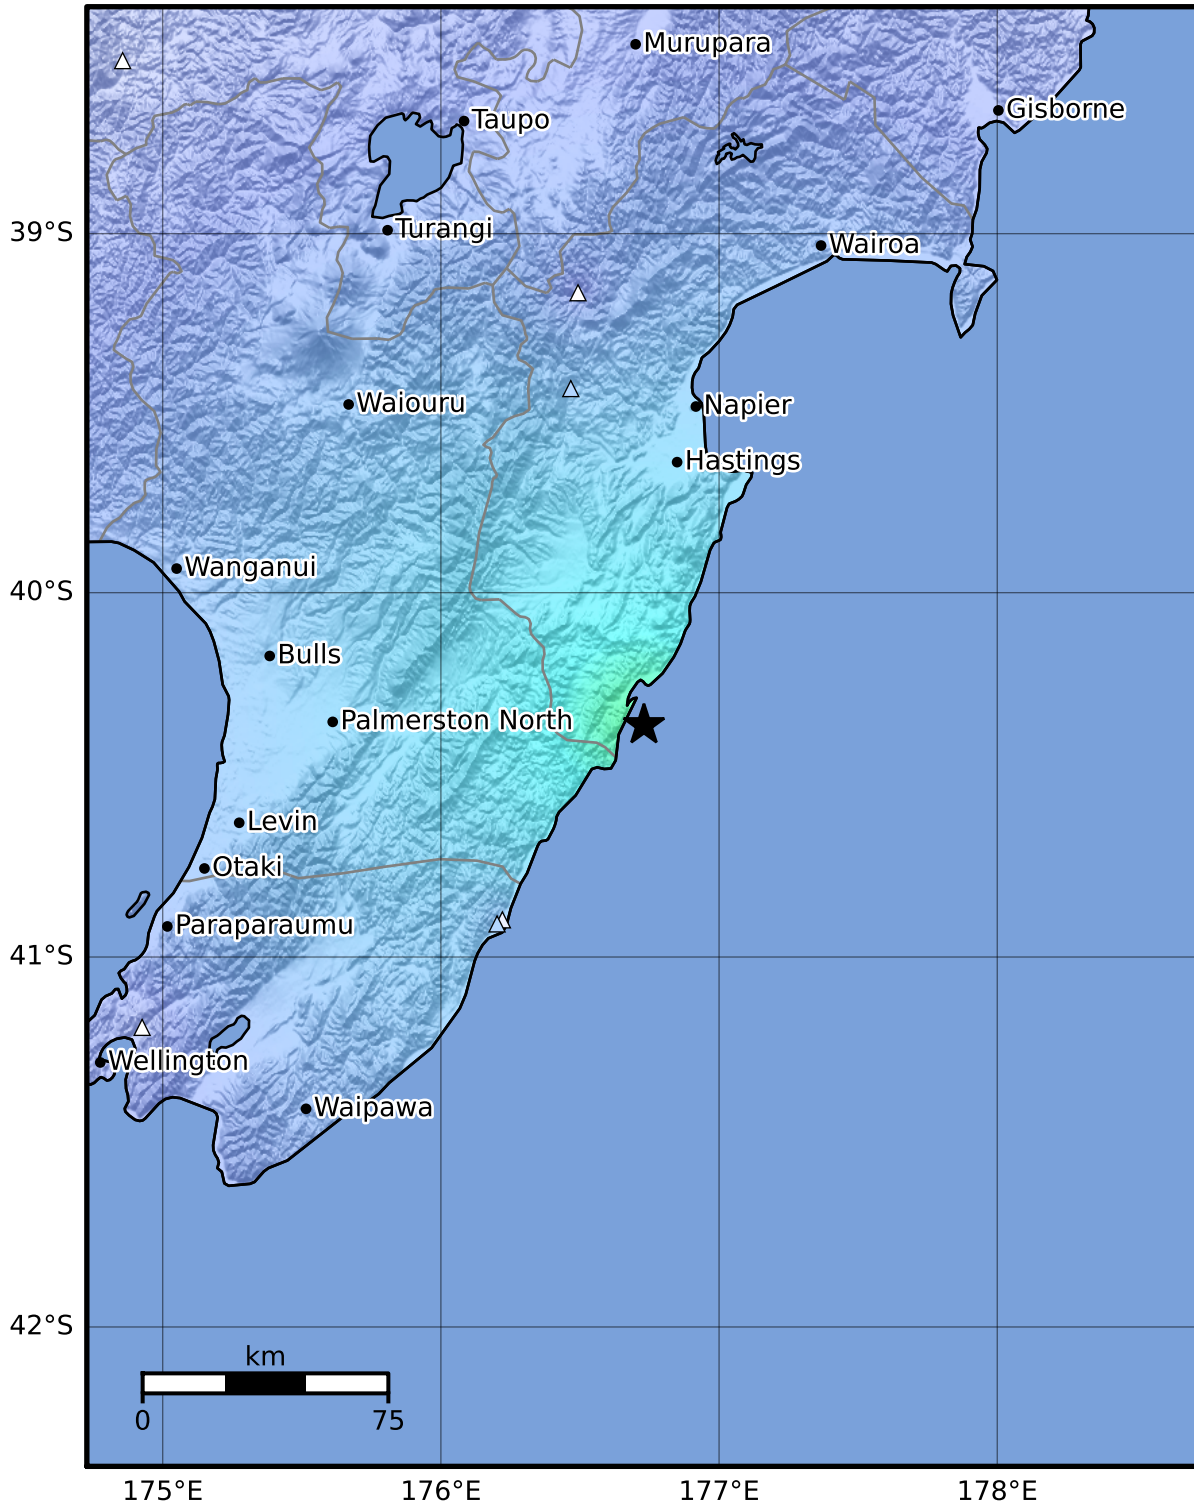 Murupara
Gisborne
Taupo
Turangi
39°S
Wairoa
Waiouru
Napier
Hastings
Wanganui
40°S
Bulls
Palmerston North
Levin
Otaki
Paraparaumu
41°S
Wellington
Waipawa
42°S
km
0 75
175°E 176°E 177°E 178°E